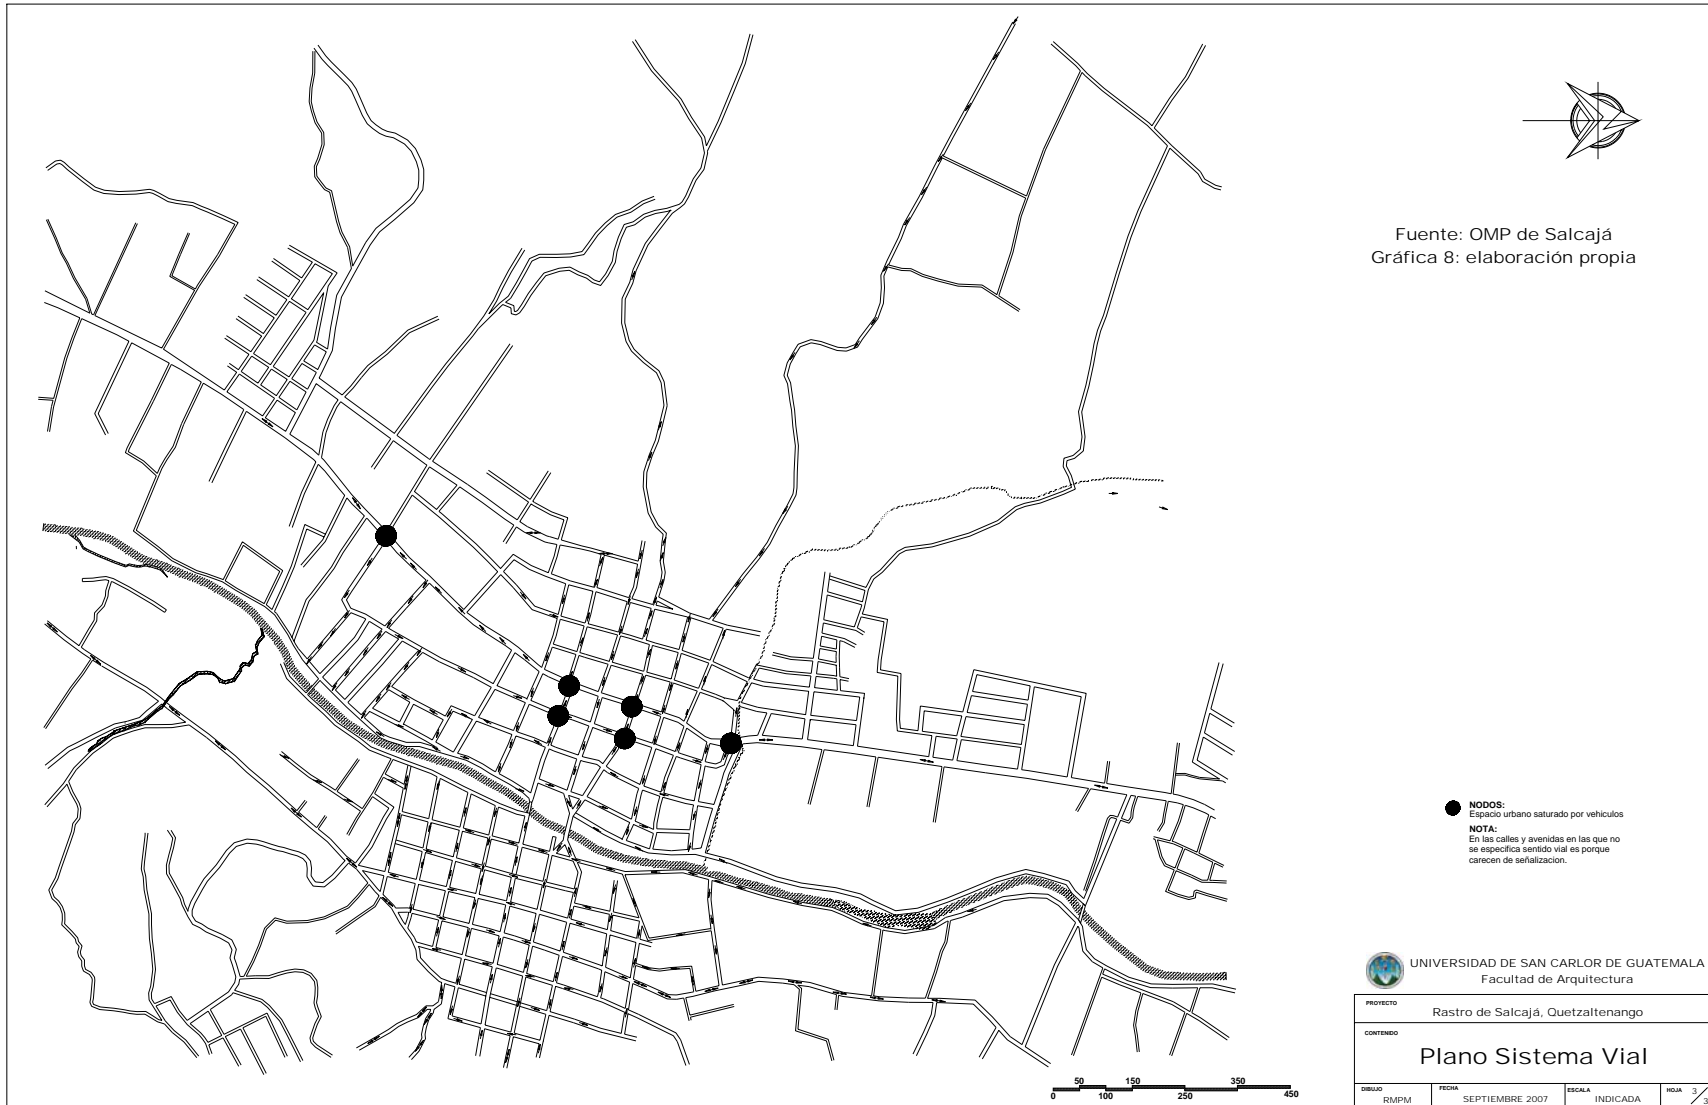 Fuente: OMP de Salcajá
Gráfica 8: elaboración propia
NODOS:
Espacio urbano saturado por vehiculos
NOTA:
En las calles y avenidas en las que no
se especifica sentido vial es porque
carecen de señalizacion.
UNIVERSIDAD DE SAN CARLOR DE GUATEMALA
Facultad de Arquitectura
PROYECTO
Rastro de Salcajá, Quetzaltenango
CONTENIDO
Plano Sistema Vial
DIBUJO
RMPM
FECHA
SEPTIEMBRE 2007
ESCALA
INDICADA
HOJA 3/3
50 150 350
0 100 250 450